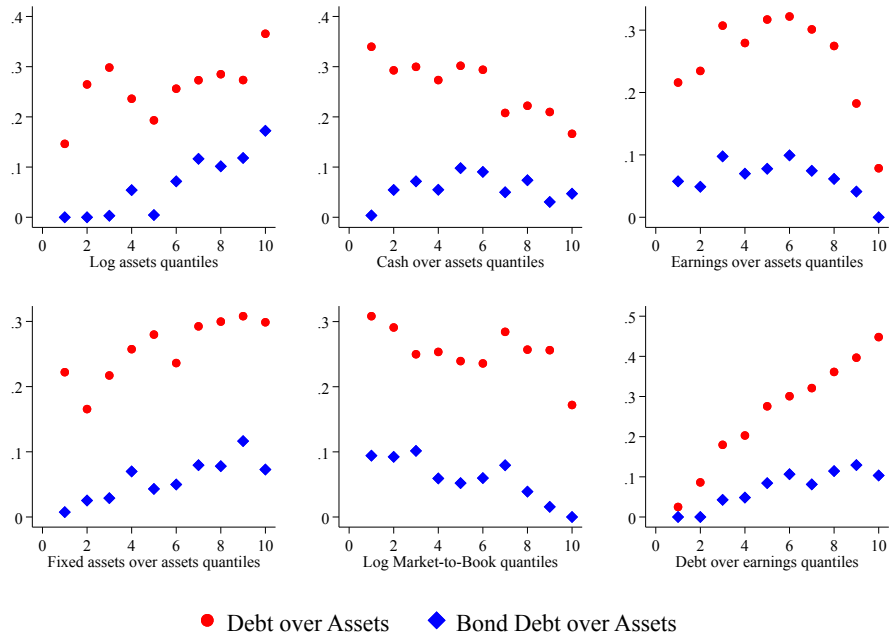 .4
.3
.2
.1
0
0 2 4 6 8 10
Log assets quantiles
.4
.3
.2
.1
0
0 2 4 6 8 10
Cash over assets quantiles
.3
.2
.1
0
0 2 4 6 8 10
Earnings over assets quantiles
.3
.2
.1
0
0 2 4 6 8 10
Fixed assets over assets quantiles
.3
.2
.1
0
0 2 4 6 8 10
Log Market-to-Book quantiles
.5
.4
.3
.2
.1
0
0 2 4 6 8 10
Debt over earnings quantiles
Debt over Assets Bond Debt over Assets